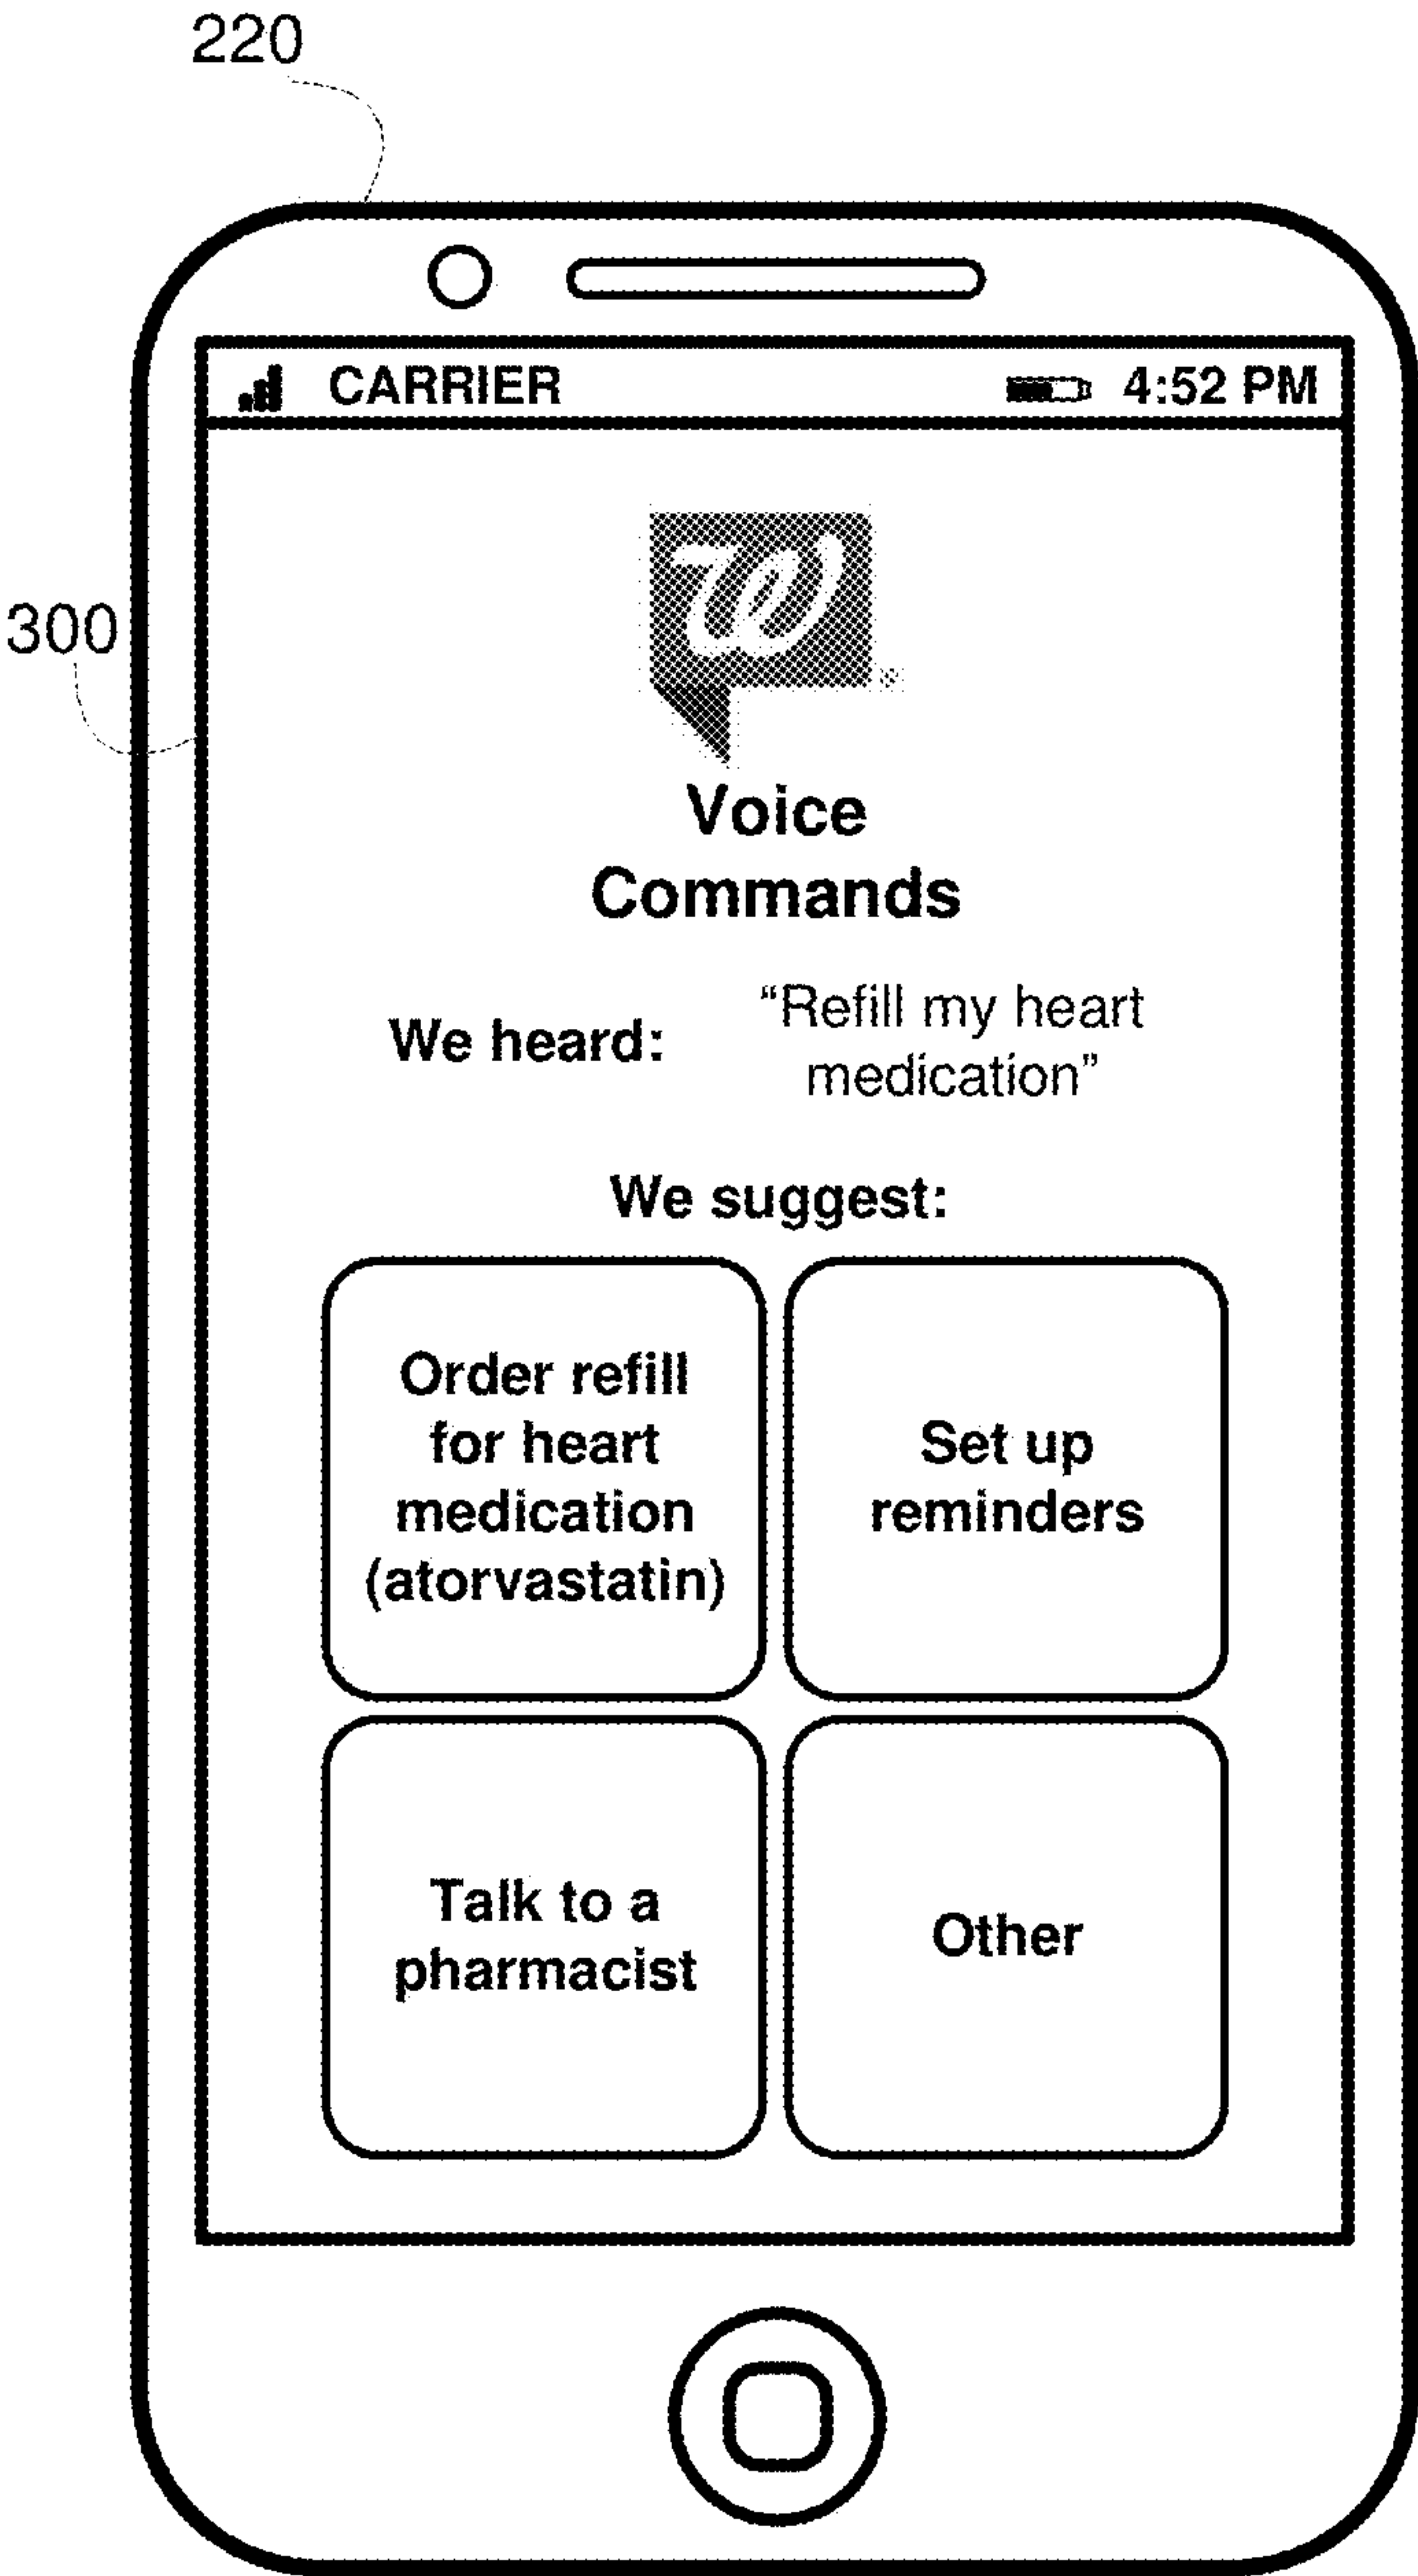 220
CARRIER 4:52 PM
300
W
Voice
Commands
We heard: “Refill my heart
medication”
We suggest:
Order refill
for heart
medication
(atorvastatin)
Set up
reminders
Talk to a
pharmacist
Other